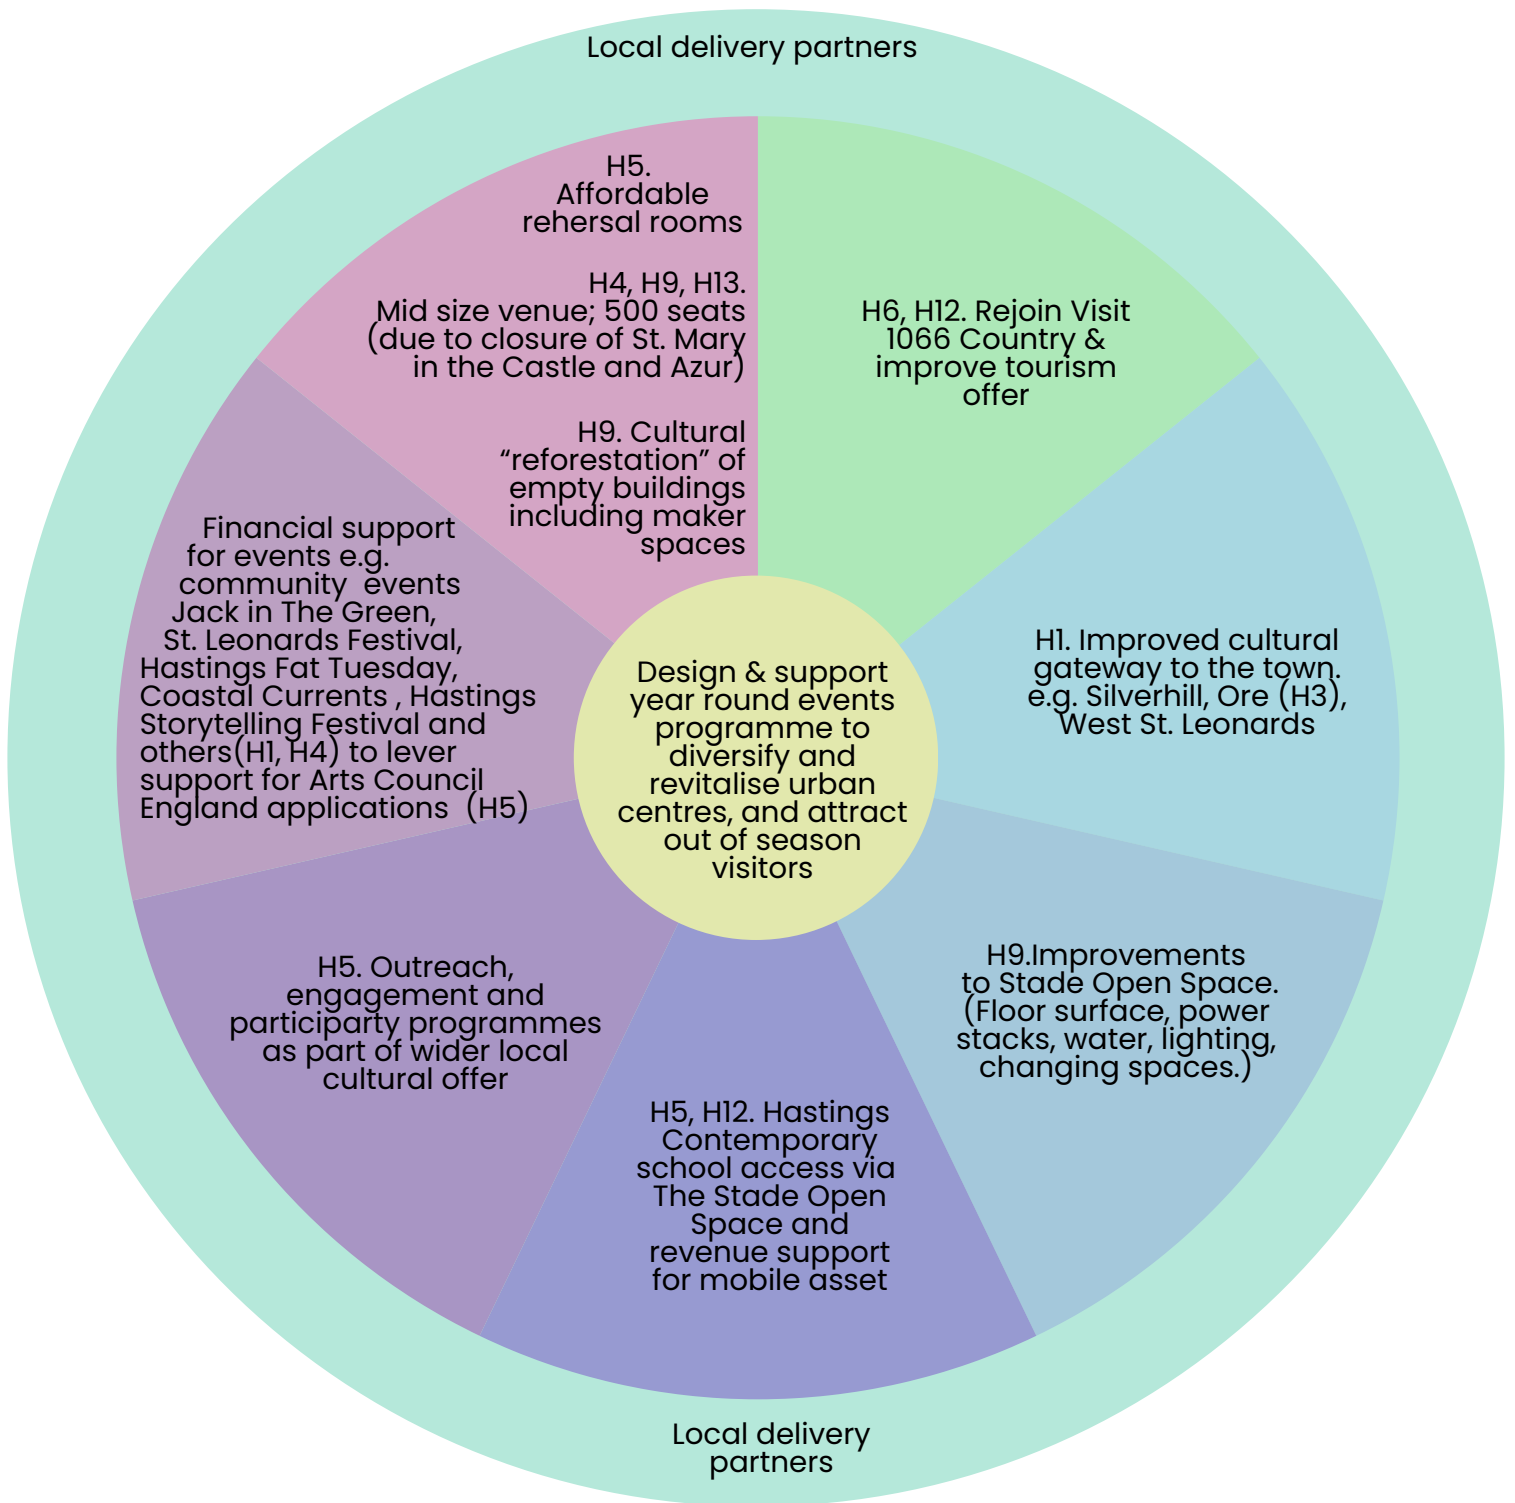 Local delivery partners
H5.
Affordable
rehersal rooms
H4, H9, H13.
Mid size venue; 500 seats
(due to closure of St. Mary
in the Castle and Azur)
H9. Cultural
“reforestation” of
empty buildings
including maker
spaces
H6, H12. Rejoin Visit
1066 Country &
improve tourism
offer
H1. Improved cultural
gateway to the town.
e.g. Silverhill, Ore (H3),
West St. Leonards
H9.Improvements
to Stade Open Space.
(Floor surface, power
stacks, water, lighting,
changing spaces.)
H5, H12. Hastings
Contemporary
school access via
The Stade Open
Space and
revenue support
for mobile asset
H5. Outreach,
engagement and
participarty programmes
as part of wider local
cultural offer
Financial support
for events e.g.
community  events
Jack in The Green,
St. Leonards Festival,
Hastings Fat Tuesday,
Coastal Currents , Hastings
Storytelling Festival and
others(H1, H4) to lever
support for Arts Council
England applications  (H5)
Design & support
year round events
programme to
diversify and
revitalise urban
centres, and attract
out of season
visitors
Local delivery
partners